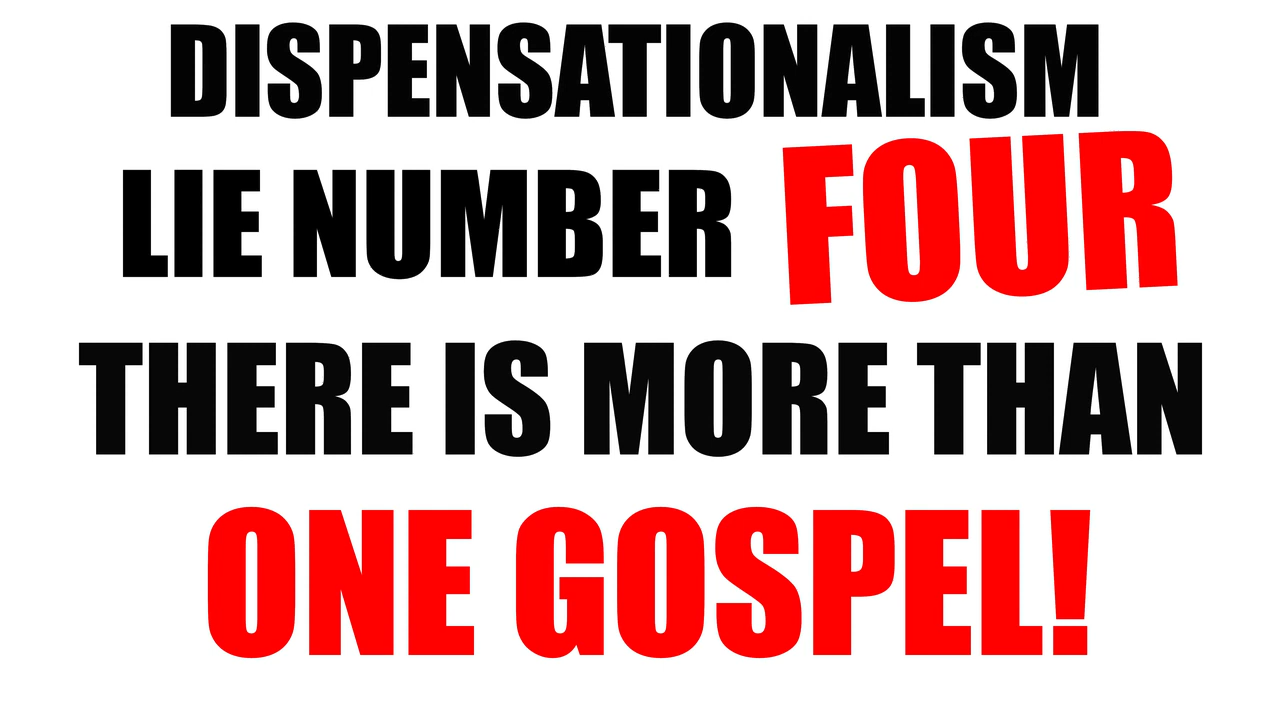 DISPENSATIONALISM
LIE NUMBER FOUR
THERE IS MORE THAN
ONE GOSPEL!